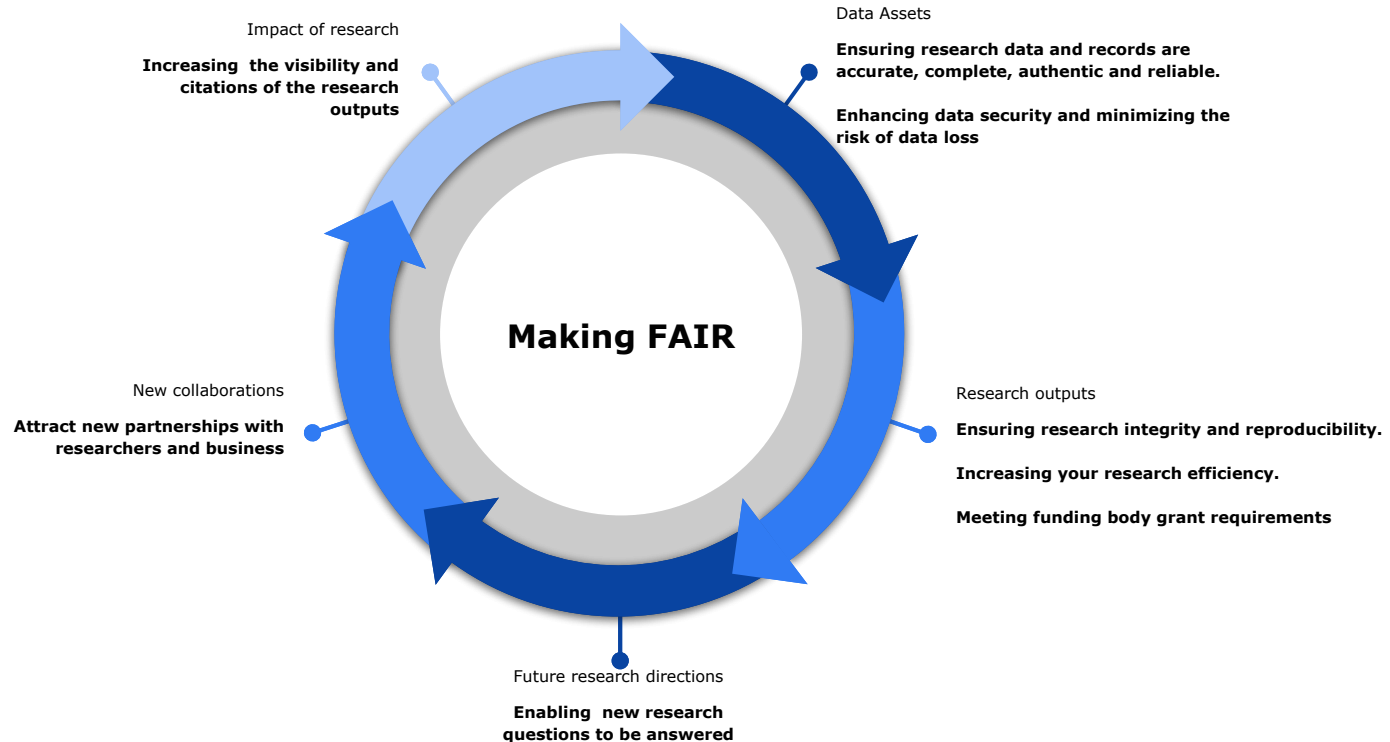 Impact of research
Increasing  the visibility and
citations of the research
outputs
Data Assets
Ensuring research data and records are
accurate, complete, authentic and reliable.
Enhancing data security and minimizing the
risk of data loss
Making FAIR
New collaborations
Attract new partnerships with
researchers and business
Research outputs
Ensuring research integrity and reproducibility.
Increasing your research efficiency.
Meeting funding body grant requirements
Future research directions
Enabling  new research
questions to be answered